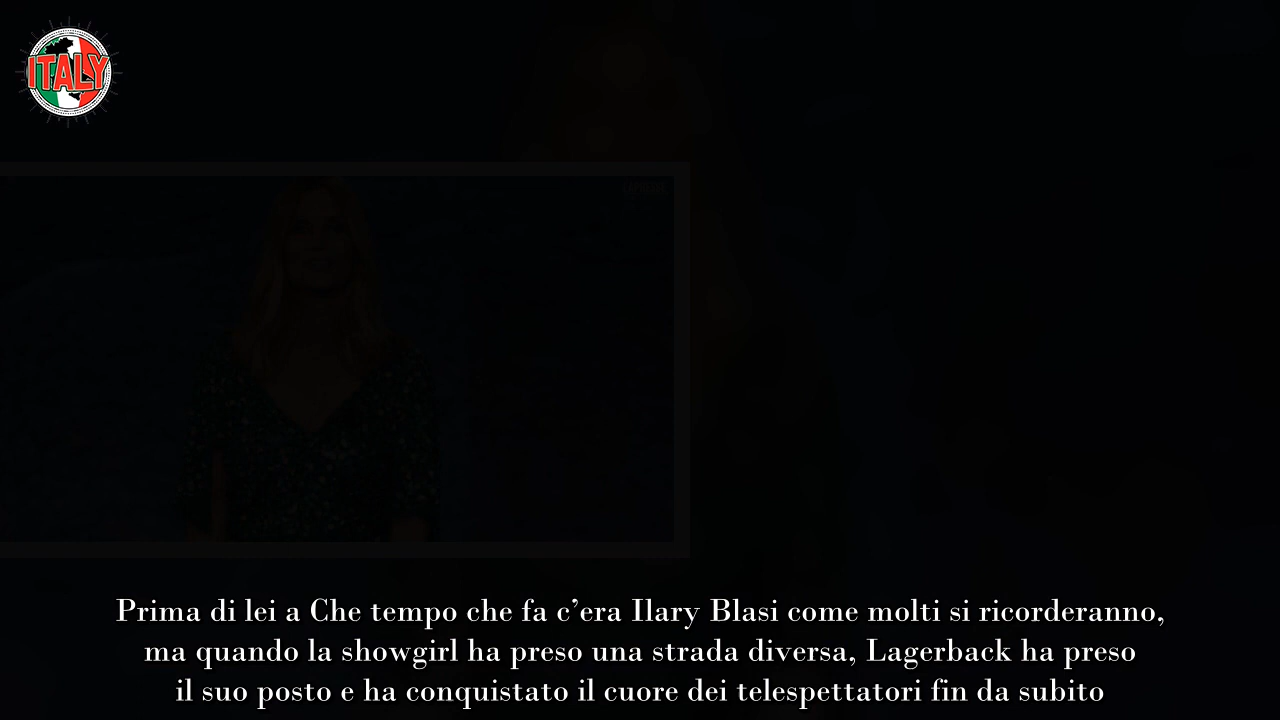 ITALY
Prima di lei a Che tempo che fa c’era Ilary Blasi come molti si ricorderanno,
ma quando la showgirl ha preso una strada diversa, Lagerback ha preso
il suo posto e ha conquistato il cuore dei telespettatori fin da subito